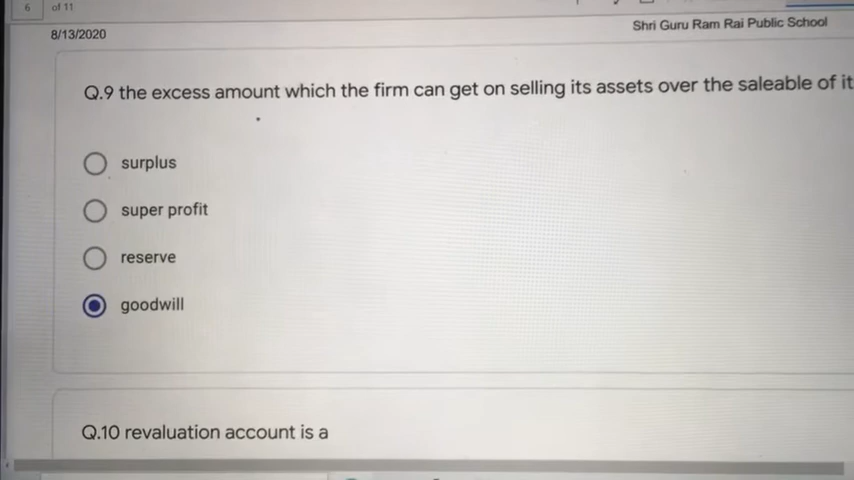 6 of 11
8/13/2020
Shri Guru Ram Rai Public School
Q.9 the excess amount which the firm can get on selling its assets over the saleable of it
surplus
super profit
reserve
goodwill
Q.10 revaluation account is a